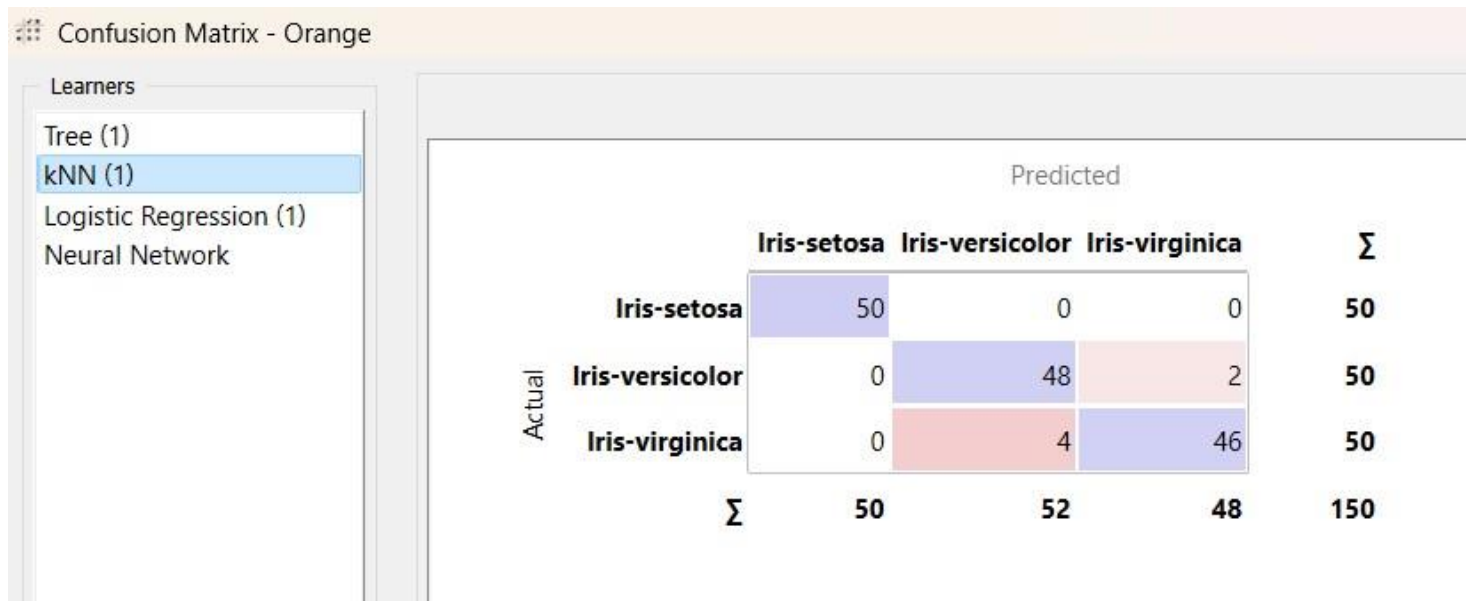 Confusion Matrix - Orange
Learners
Tree (1)
kNN (1)
Logistic Regression (1)
Neural Network
Predicted
Iris-setosa Iris-versicolor Iris-virginica ∑
Actual
Iris-setosa 50 0 0 50
Iris-versicolor 0 48 2 50
Iris-virginica 0 4 46 50
∑ 50 52 48 150